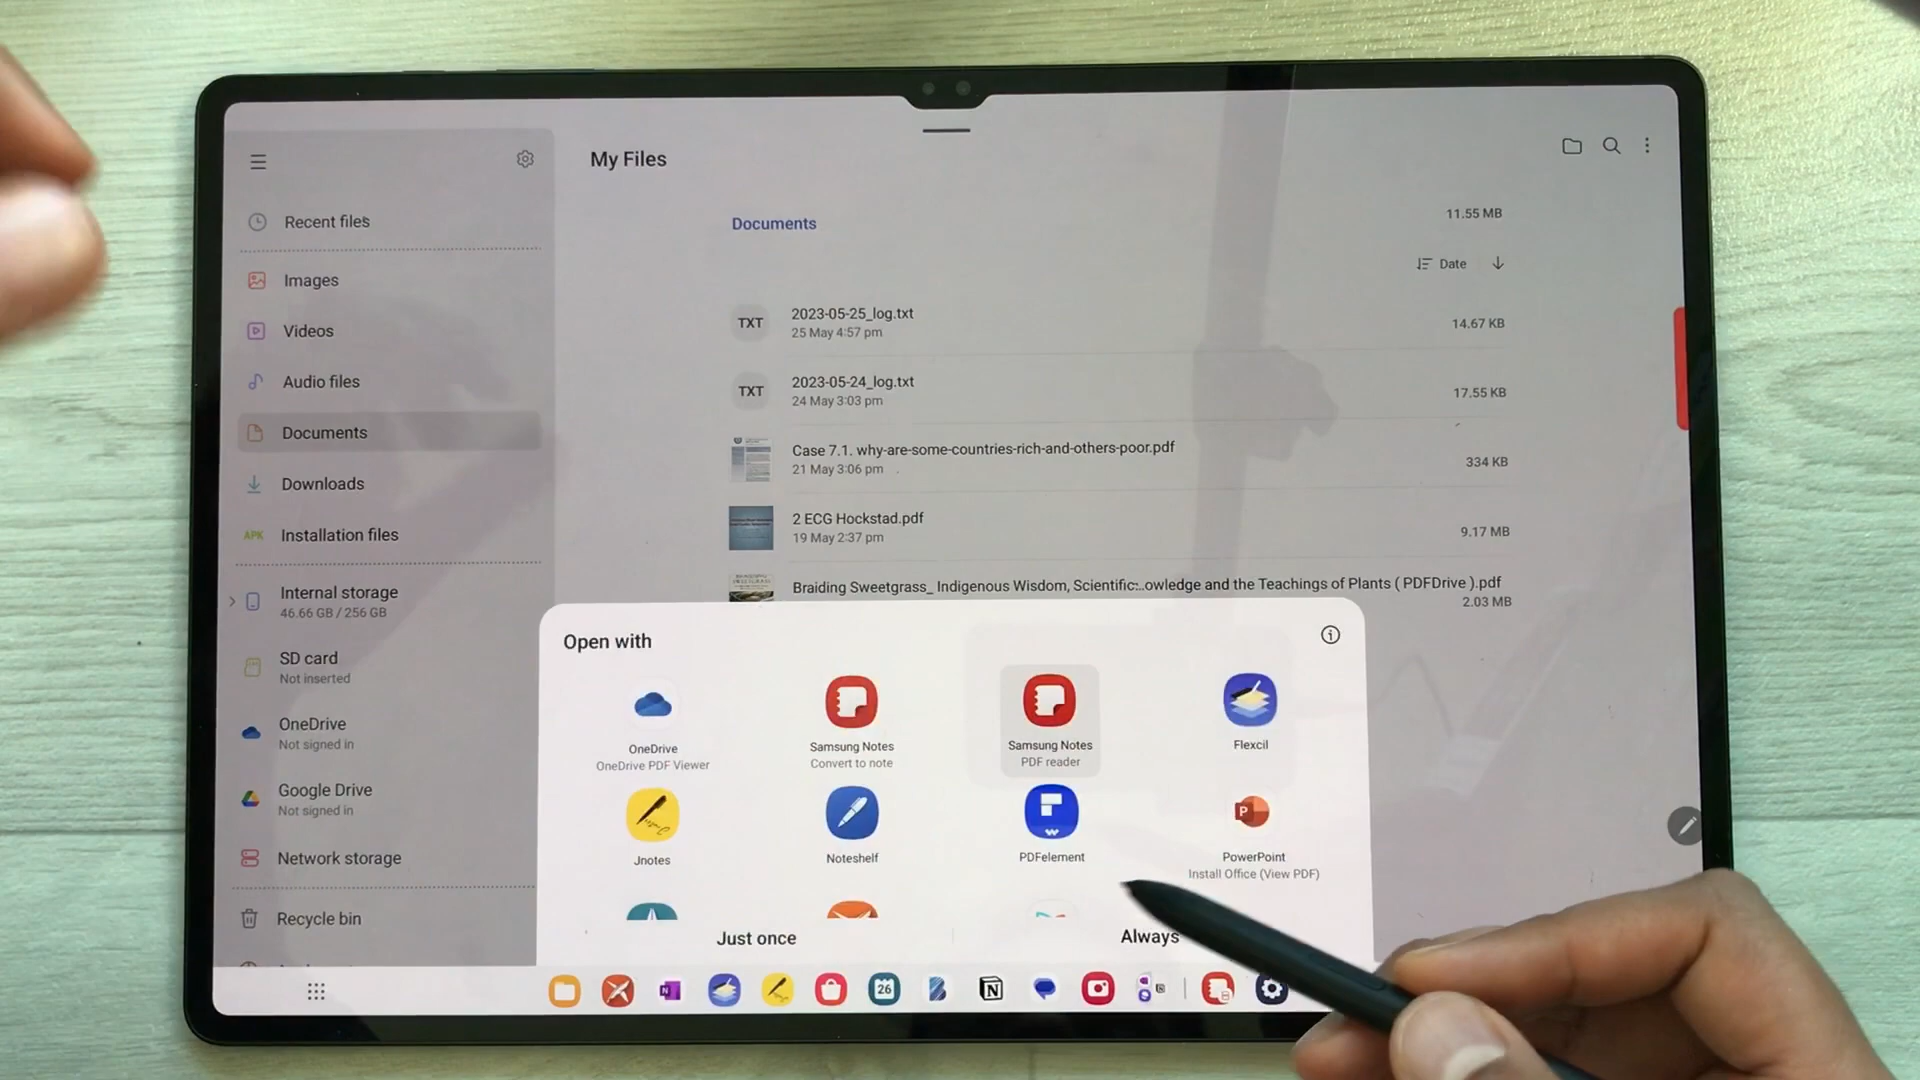 My Files
Recent files
Images
Videos
Audio files
Documents
Downloads
APK Installation files
Internal storage
46.66 GB / 256 GB
SD card
Not inserted
OneDrive
Not signed in
Google Drive
Not signed in
Network storage
Recycle bin
Documents
11.55 MB
Date
TXT
2023-05-25_log.txt
25 May 4:57 pm
14.67 KB
TXT
2023-05-24_log.txt
24 May 3:03 pm
17.55 KB
Case 7.1. why-are-some-countries-rich-and-others-poor.pdf
21 May 3:06 pm
334 KB
2 ECG Hockstad.pdf
19 May 2:37 pm
9.17 MB
Braiding Sweetgrass_ Indigenous Wisdom, Scientific...owledge and the Teachings of Plants ( PDFDrive ).pdf
2.03 MB
Open with
OneDrive
OneDrive PDF Viewer
Samsung Notes
Convert to note
Samsung Notes
PDF reader
Flexcil
Jnotes
Noteshelf
PDFelement
P
PowerPoint
Install Office (View PDF)
Just once
Always
N
26
N